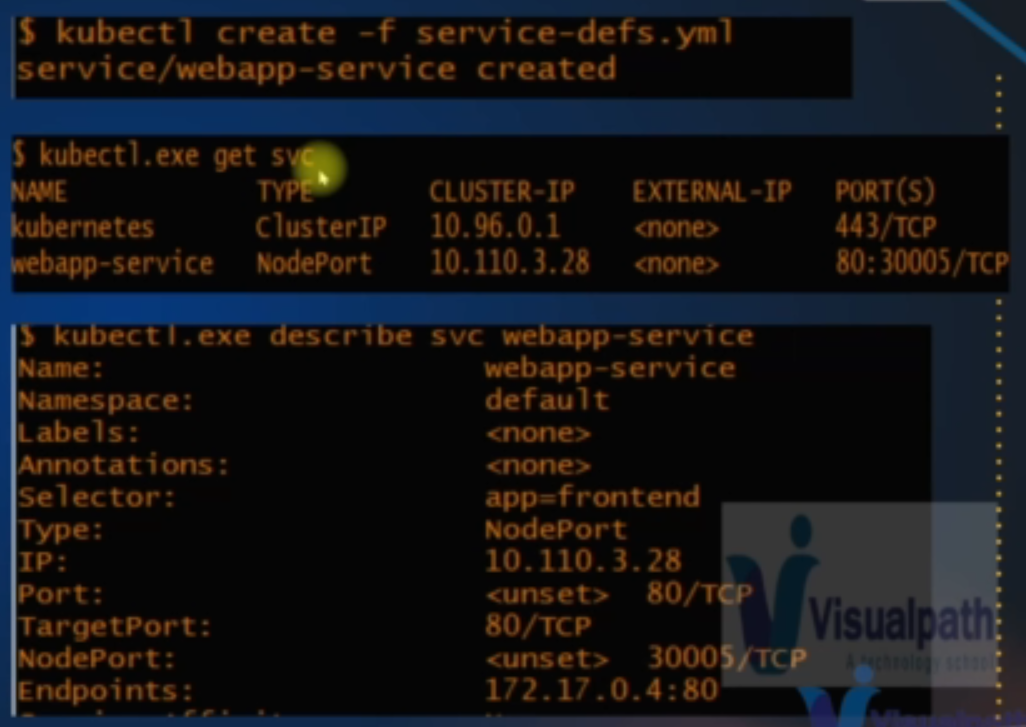 $ kubectl create -f service-defs.yml
service/webapp-service created
$ kubectl.exe get svc
NAME TYPE CLUSTER-IP EXTERNAL-IP PORT(S)
kubernetes ClusterIP 10.96.0.1 <none> 443/TCP
webapp-service NodePort 10.110.3.28 <none> 80:30005/TCP
$ kubectl.exe describe svc webapp-service
Name: webapp-service
Namespace: default
Labels: <none>
Annotations: <none>
Selector: app=frontend
Type: NodePort
IP: 10.110.3.28
Port: <unset> 80/TCP
TargetPort: 80/TCP
NodePort: <unset> 30005/TCP
Endpoints: 172.17.0.4:80
Visualpath
A technology school